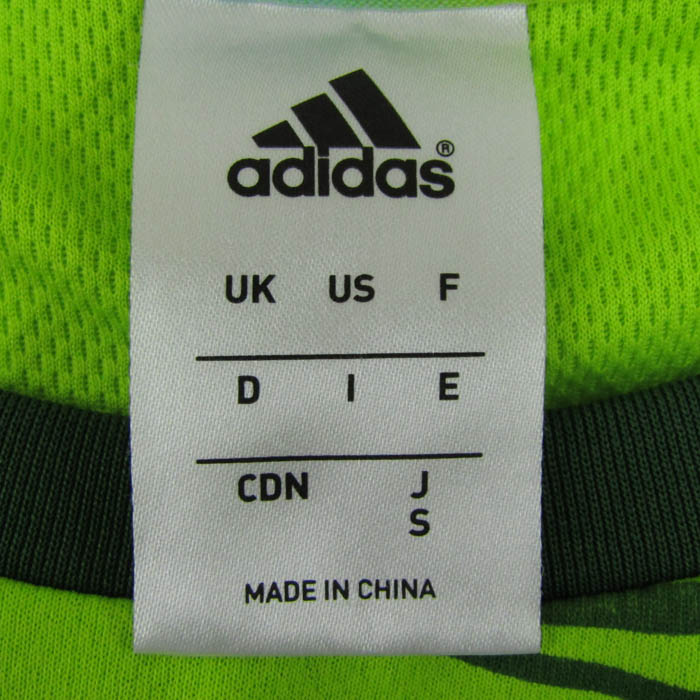 adidas®
UK US F
D I E
CDN J
S
MADE IN CHINA